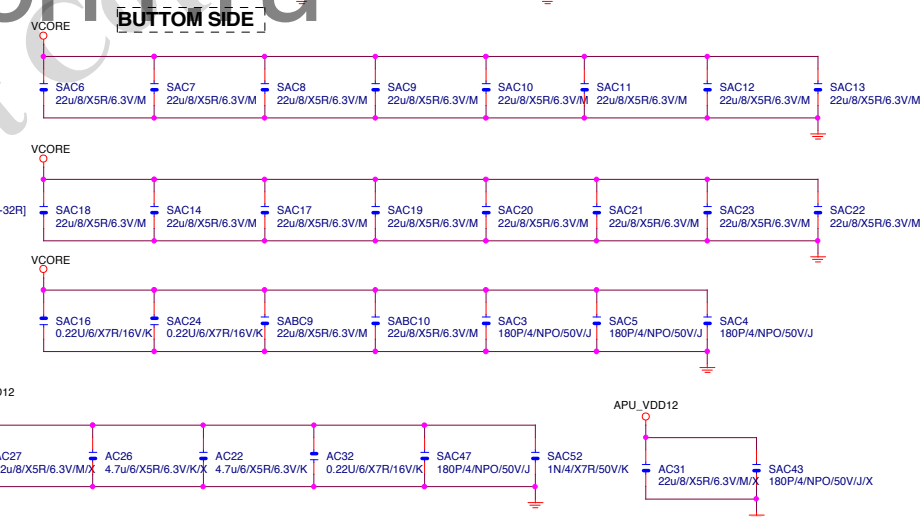 BUTTOM SIDE
VCORE
SAC6 SAC7 SAC8 SAC9 SAC10 SAC11 SAC12 SAC13
22u/8/X5R/6.3V/M 22u/8/X5R/6.3V/M 22u/8/X5R/6.3V/M 22u/8/X5R/6.3V/M 22u/8/X5R/6.3V/M 22u/8/X5R/6.3V/M 22u/8/X5R/6.3V/M 22u/8/X5R/6.3V/M
VCORE
-32R] SAC18 SAC14 SAC17 SAC19 SAC20 SAC21 SAC23 SAC22
22u/8/X5R/6.3V/M 22u/8/X5R/6.3V/M 22u/8/X5R/6.3V/M 22u/8/X5R/6.3V/M 22u/8/X5R/6.3V/M 22u/8/X5R/6.3V/M 22u/8/X5R/6.3V/M 22u/8/X5R/6.3V/M
VCORE
SAC16 SAC24 SABC9 SABC10 SAC3 SAC5 SAC4
0.22U/6/X7R/16V/K 0.22U/6/X7R/16V/K 22u/8/X5R/6.3V/M 22u/8/X5R/6.3V/M 180P/4/NPO/50V/J 180P/4/NPO/50V/J 180P/4/NPO/50V/J
D12
APU_VDD12
AC27 AC26 AC22 AC32 SAC47 SAC52 AC31 SAC43
2u/8/X5R/6.3V/M/X 4.7u/6/X5R/6.3V/K/X 4.7u/6/X5R/6.3V/K 0.22U/6/X7R/16V/K 180P/4/NPO/50V/J 1N/4/X7R/50V/K 22u/8/X5R/6.3V/M/X 180P/4/NPO/50V/J/X